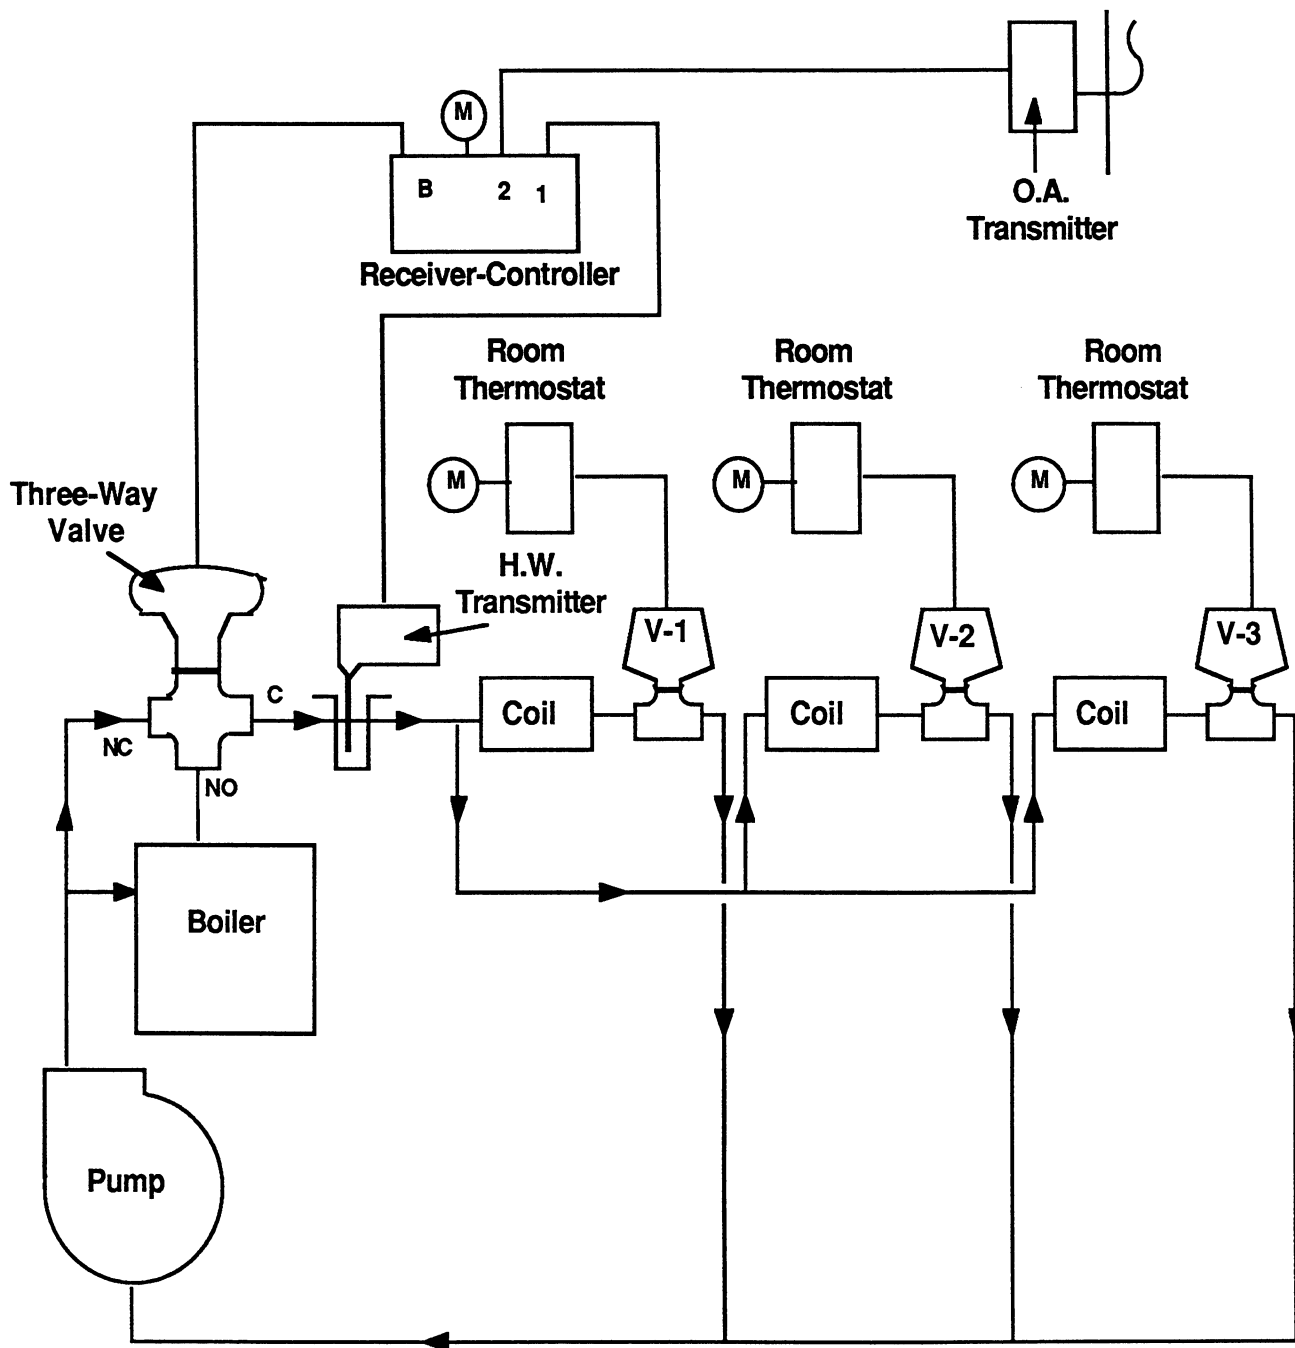 M
B
2
1
O.A.
Transmitter
Receiver-Controller
Room
Thermostat
Room
Thermostat
Room
Thermostat
M
M
M
Three-Way
Valve
H.W.
Transmitter
V-1
V-2
V-3
C
Coil
Coil
Coil
NC
NO
Boiler
Pump